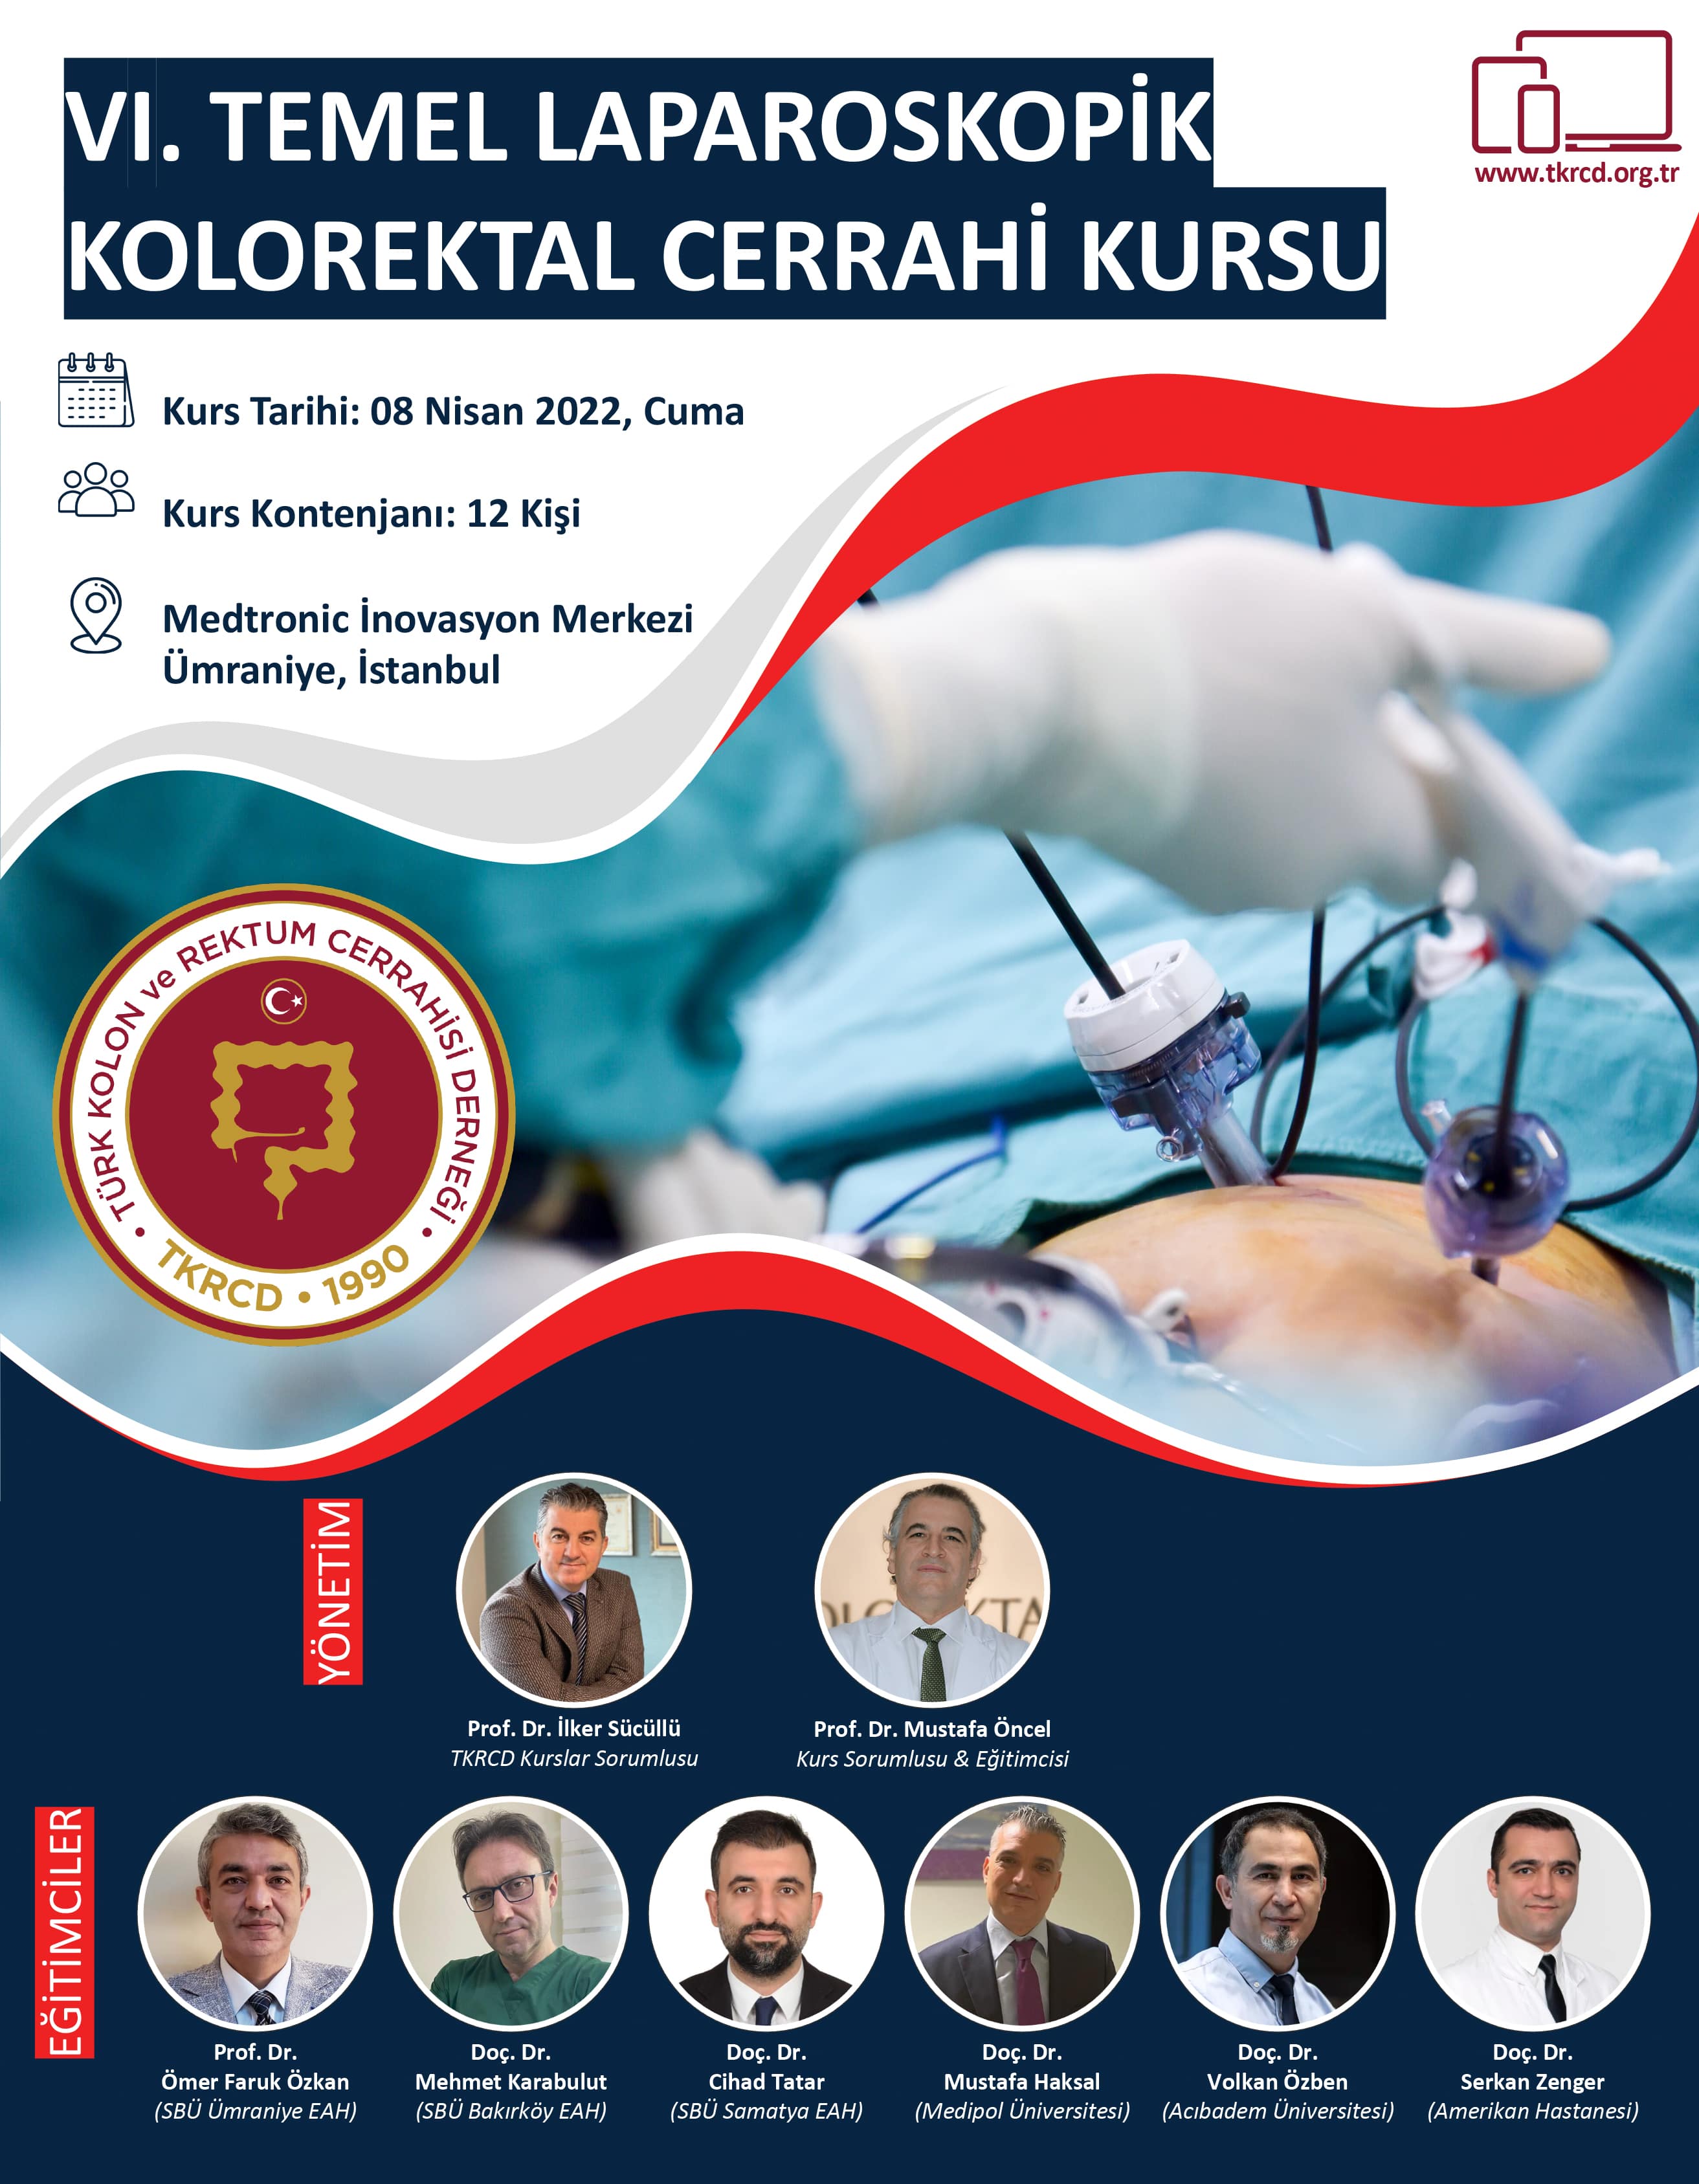 VI. TEMEL LAPAROSKOPİK
KOLOREKTAL CERRAHİ KURSU
www.tkrcd.org.tr
Kurs Tarihi: 08 Nisan 2022, Cuma
Kurs Kontenjanı: 12 Kişi
Medtronic İnovasyon Merkezi
Ümraniye, İstanbul
• TÜRK KOLON ve REKTUM CERRAHİSİ DERNEĞİ •
TKRCD • 1990
YÖNETİM
Prof. Dr. İlker Sücüllü
TKRCD Kurslar Sorumlusu
Prof. Dr. Mustafa Öncel
Kurs Sorumlusu & Eğitimcisi
EĞİTİMCİLER
Prof. Dr.
Ömer Faruk Özkan
(SBÜ Ümraniye EAH)
Doç. Dr.
Mehmet Karabulut
(SBÜ Bakırköy EAH)
Doç. Dr.
Cihad Tatar
(SBÜ Samatya EAH)
Doç. Dr.
Mustafa Haksal
(Medipol Üniversitesi)
Doç. Dr.
Volkan Özben
(Acıbadem Üniversitesi)
Doç. Dr.
Serkan Zenger
(Amerikan Hastanesi)